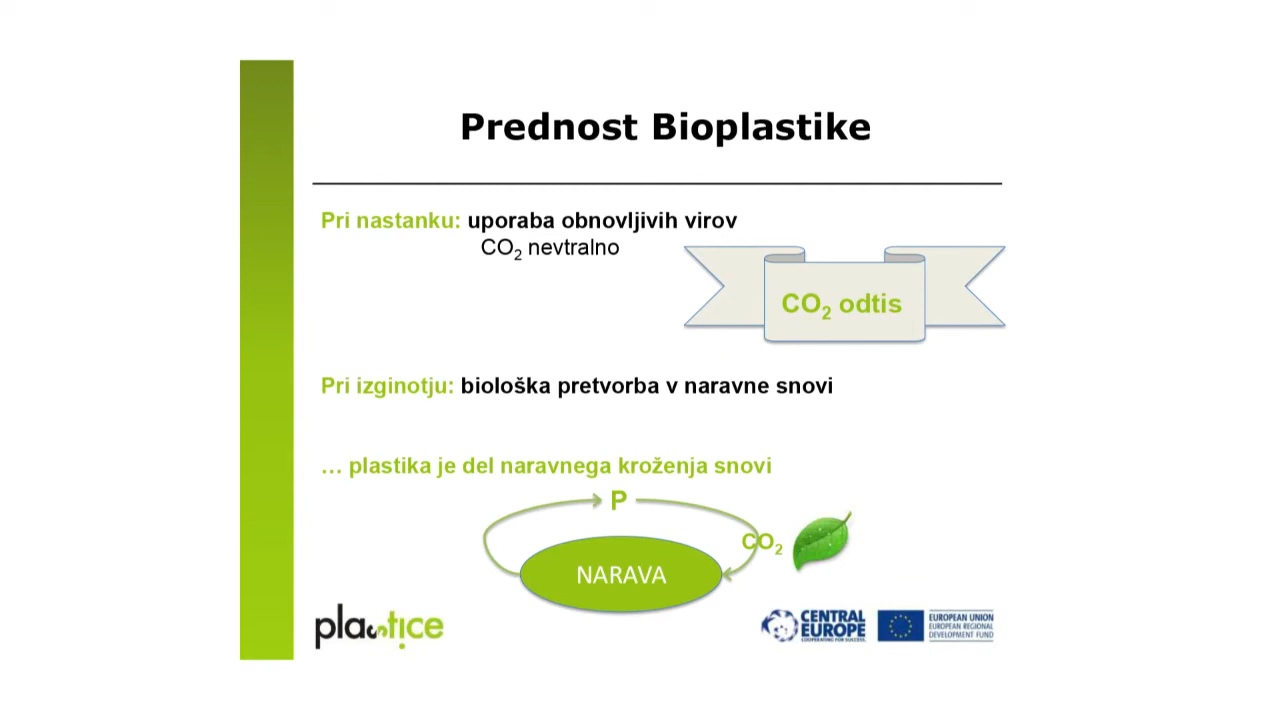 Prednost Bioplastike
Pri nastanku: uporaba obnovljivih virov
CO₂ nevtralno
CO₂ odtis
Pri izginotju: biološka pretvorba v naravne snovi
… plastika je del naravnega kroženja snovi
P
CO₂
NARAVA
plastice
CENTRAL
EUROPE
COOPERATING FOR SUCCESS.
EUROPEAN UNION
EUROPEAN REGIONAL
DEVELOPMENT FUND